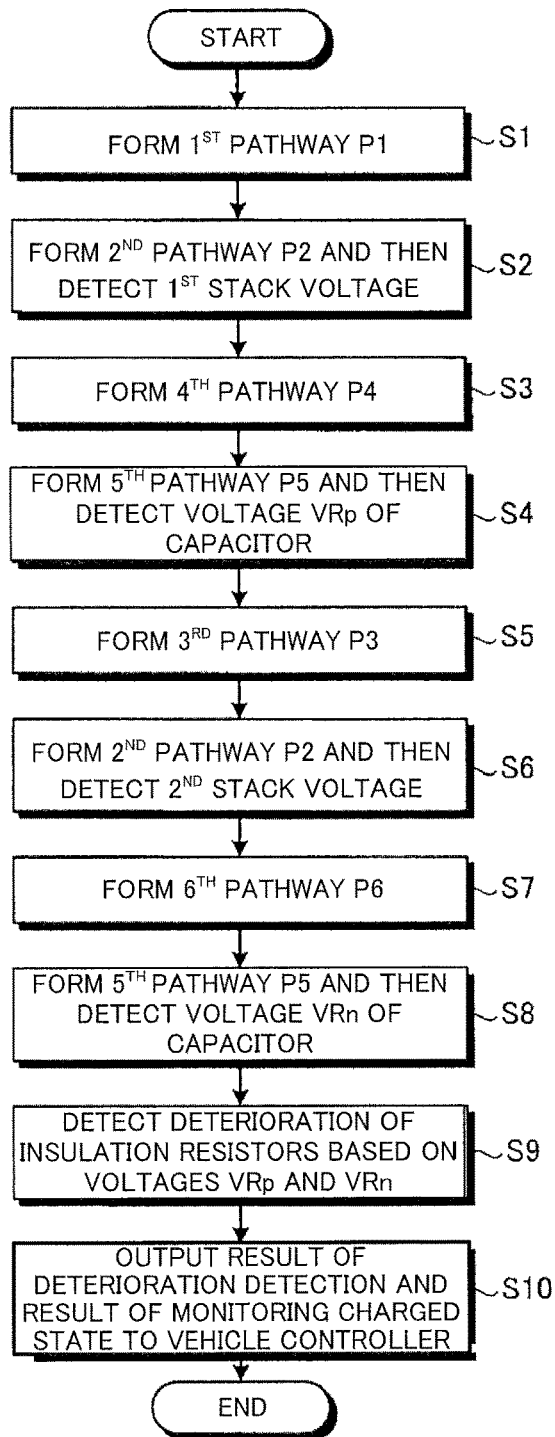 START
FORM 1ST PATHWAY P1
S1
FORM 2ND PATHWAY P2 AND THEN
DETECT 1ST STACK VOLTAGE
S2
FORM 4TH PATHWAY P4
S3
FORM 5TH PATHWAY P5 AND THEN
DETECT VOLTAGE VRp OF
CAPACITOR
S4
FORM 3RD PATHWAY P3
S5
FORM 2ND PATHWAY P2 AND THEN
DETECT 2ND STACK VOLTAGE
S6
FORM 6TH PATHWAY P6
S7
FORM 5TH PATHWAY P5 AND THEN
DETECT VOLTAGE VRn OF
CAPACITOR
S8
DETECT DETERIORATION OF
INSULATION RESISTORS BASED ON
VOLTAGES VRp AND VRn
S9
OUTPUT RESULT OF
DETERIORATION DETECTION AND
RESULT OF MONITORING CHARGED
STATE TO VEHICLE CONTROLLER
S10
END